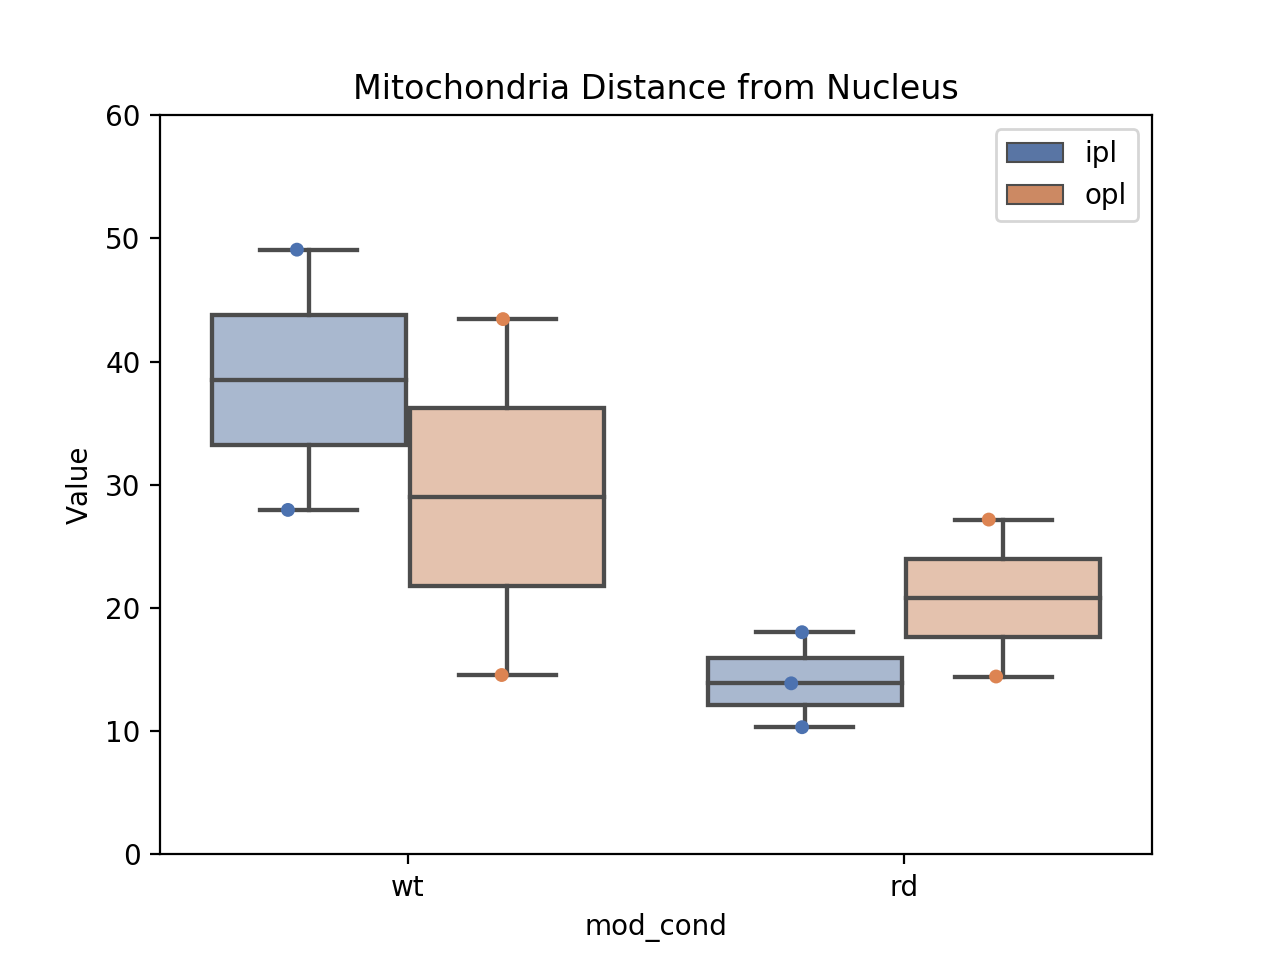 Mitochondria Distance from Nucleus
60
50
40
30
20
10
0
Value
ipl
opl
wt
rd
mod_cond